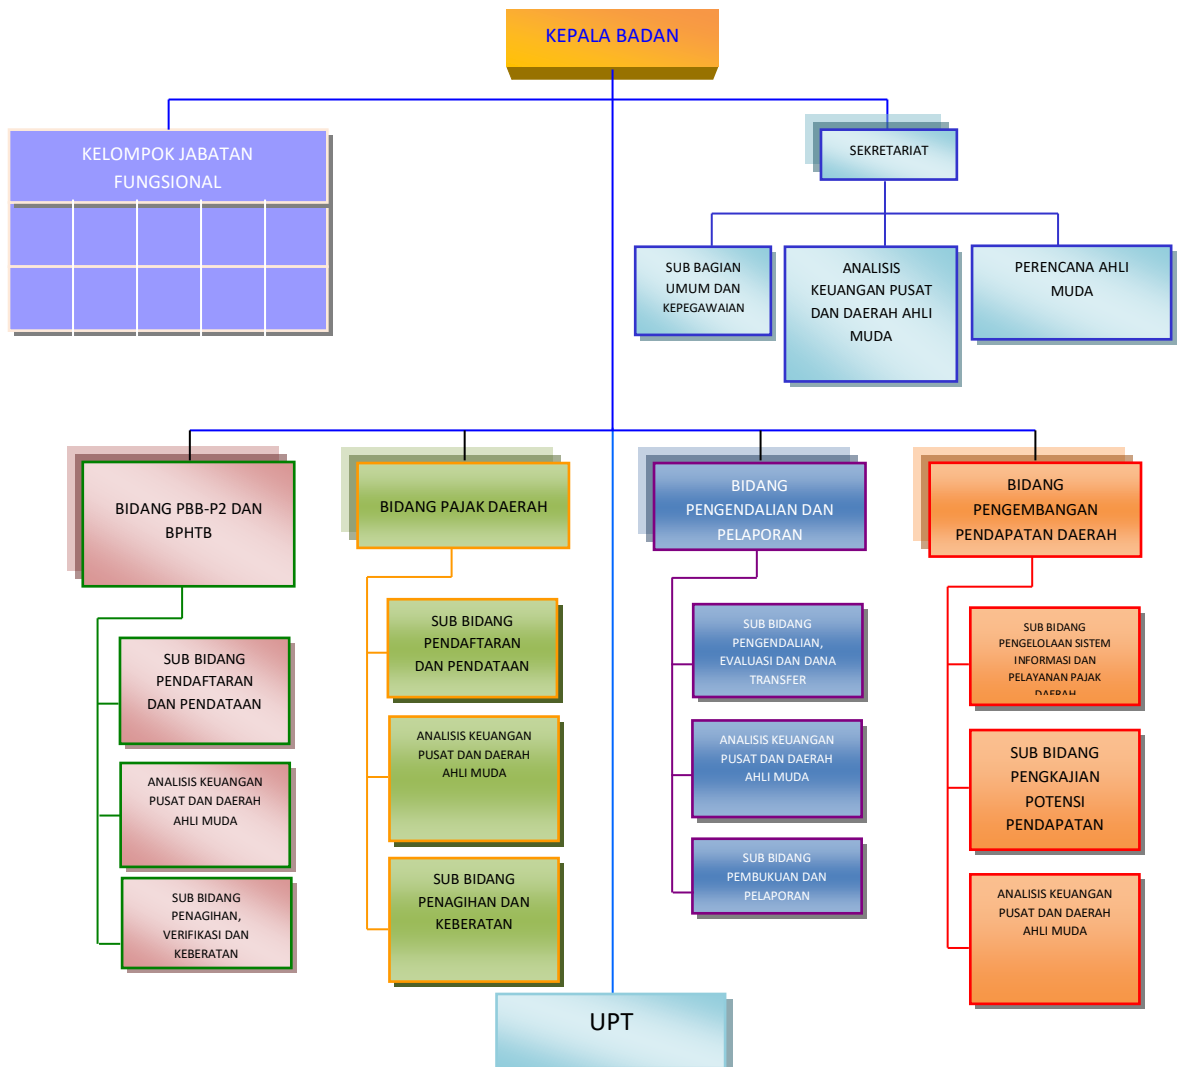 KEPALA BADAN
KELOMPOK JABATAN
FUNGSIONAL
SEKRETARIAT
SUB BAGIAN
UMUM DAN
KEPEGAWAIAN
ANALISIS
KEUANGAN PUSAT
DAN DAERAH AHLI
MUDA
PERENCANA AHLI
MUDA
BIDANG PBB-P2 DAN
BPHTB
BIDANG PAJAK DAERAH
BIDANG
PENGENDALIAN DAN
PELAPORAN
BIDANG
PENGEMBANGAN
PENDAPATAN DAERAH
SUB BIDANG
PENDAFTARAN
DAN PENDATAAN
ANALISIS KEUANGAN
PUSAT DAN DAERAH
AHLI MUDA
SUB BIDANG
PENAGIHAN,
VERIFIKASI DAN
KEBERATAN
SUB BIDANG
PENDAFTARAN
DAN PENDATAAN
ANALISIS KEUANGAN
PUSAT DAN DAERAH
AHLI MUDA
SUB BIDANG
PENAGIHAN DAN
KEBERATAN
SUB BIDANG
PENGENDALIAN,
EVALUASI DAN DANA
TRANSFER
ANALISIS KEUANGAN
PUSAT DAN DAERAH
AHLI MUDA
SUB BIDANG
PEMBUKUAN DAN
PELAPORAN
SUB BIDANG
PENGELOLAAN SISTEM
INFORMASI DAN
PELAYANAN PAJAK
DAERAH
SUB BIDANG
PENGKAJIAN
POTENSI
PENDAPATAN
ANALISIS KEUANGAN
PUSAT DAN DAERAH
AHLI MUDA
UPT